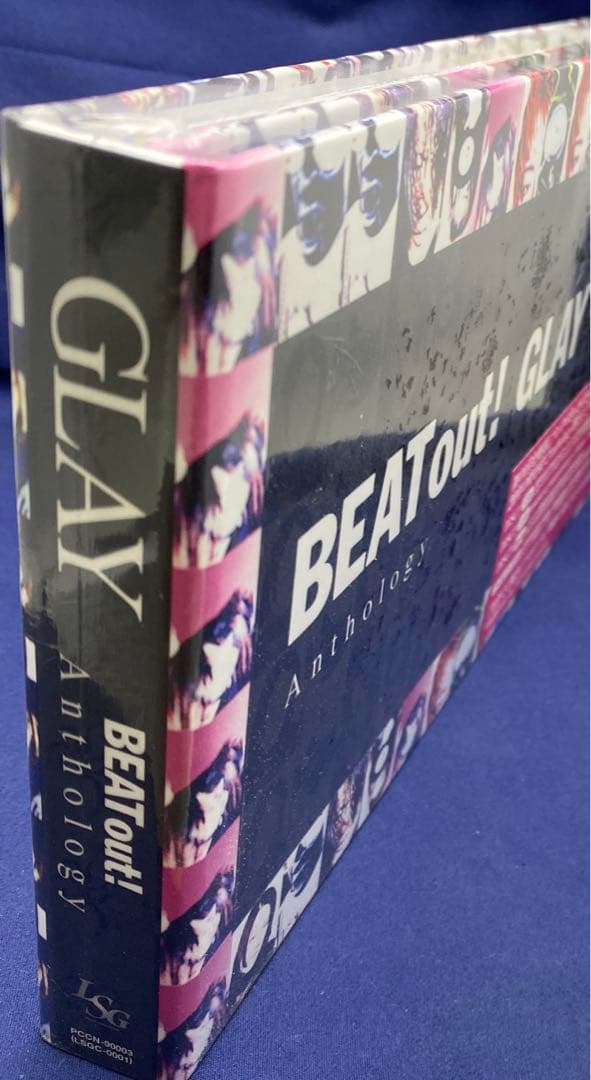 GLAY Anthology
BEATout!
LSG
PCCN-90003
(LSGC-0001)
BEATout! GLAY
Anthology